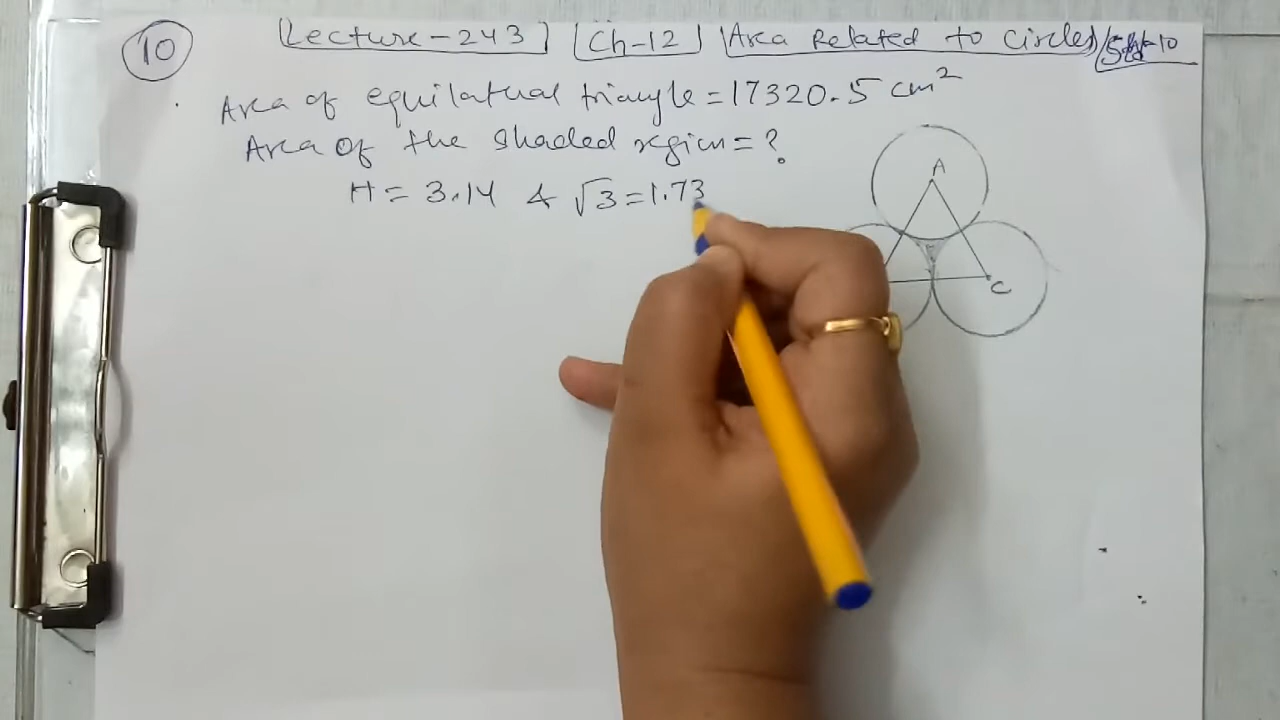 10
Lecture-243 Ch-12 Area Related to Circles
Area of equilateral triangle=17320.5 cm²
Area of the shaded region=?
π= 3.14 & √3=1.73
A
C